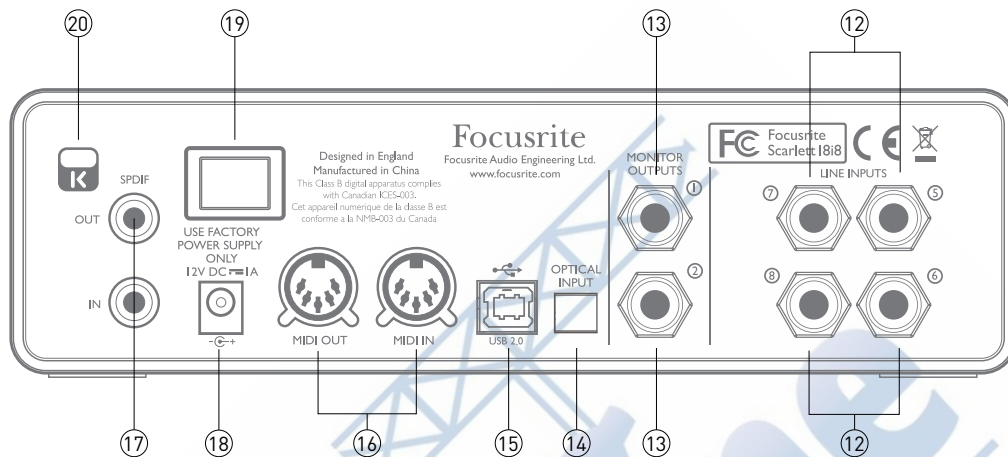 20
19
13
12
K
SPDIF
OUT
IN
USE FACTORY
POWER SUPPLY
ONLY
12V DC 1A
- +
Designed in England
Manufactured in China
This Class B digital apparatus complies
with Canadian ICES-003.
Cet appareil numerique de la classe B est
conforme a la NMB-003 du Canada
MIDI OUT
MIDI IN
Focusrite
Focusrite Audio Engineering Ltd.
www.focusrite.com
USB 2.0
OPTICAL
INPUT
MONITOR
OUTPUTS
1
2
FC Focusrite
Scarlett 18i8
CE
LINE INPUTS
7
5
8
6
17
18
16
15
14
13
12